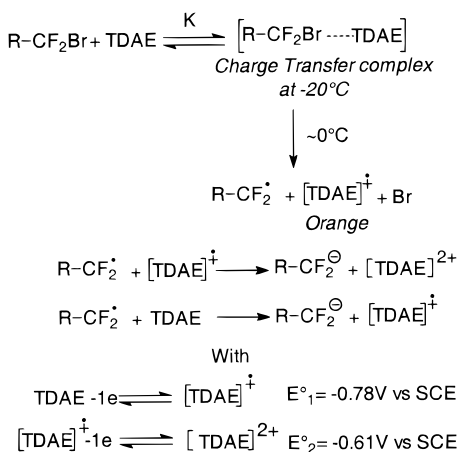 K
R−CF₂Br + TDAE ⇌ [R−CF₂Br ----TDAE]
Charge Transfer complex
at -20°C
~0°C
R−CF₂• + [TDAE]•+ + Br
Orange
R−CF₂• + [TDAE]•+ → R−CF₂⊖ + [TDAE]²⁺
R−CF₂• + TDAE → R−CF₂⊖ + [TDAE]•+
With
TDAE -1e ⇌ [TDAE]•+ E°₁= -0.78V vs SCE
[TDAE]•+ -1e ⇌ [ TDAE]²⁺ E°₂= -0.61V vs SCE